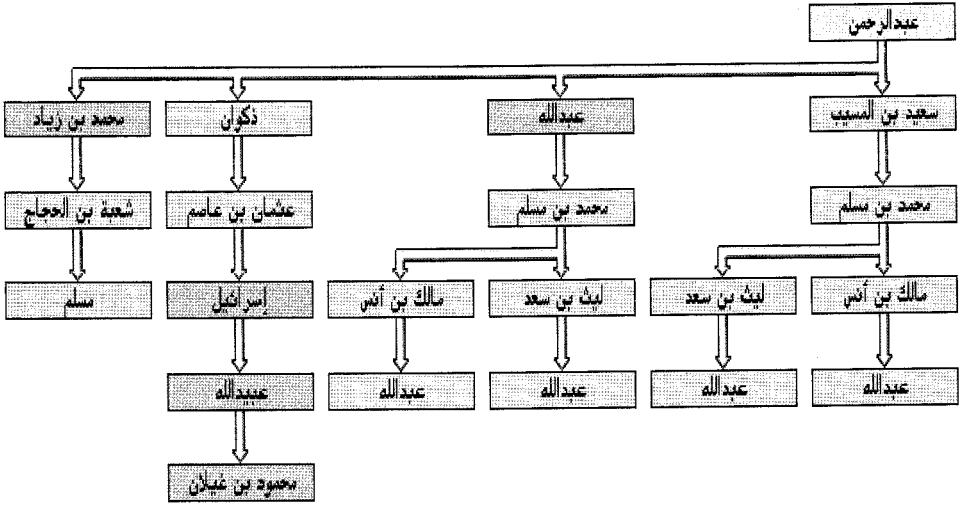 عبدالرحمن
سعيد بن المسيب
عبدالله
ذكوان
محمد بن زياد
محمد بن مسلم
محمد بن مسلم
عثمان بن عاصم
شعبة بن الحجاج
مالك بن أنس
ليث بن سعد
ليث بن سعد
مالك بن أنس
إسرائيل
مسلم
عبدالله
عبدالله
عبدالله
عبدالله
عبيدالله
محمود بن غيلان